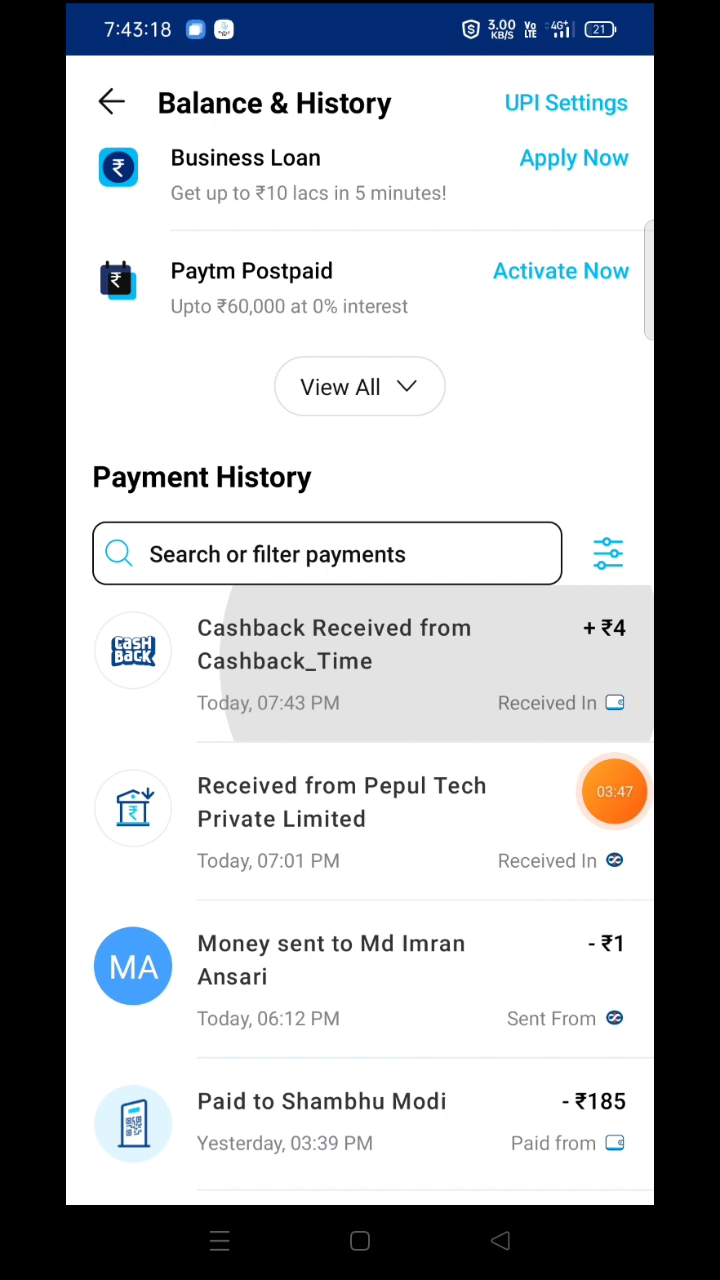 7:43:18 3.00 KB/S Vo LTE 4G+ 21
Balance & History UPI Settings
Business Loan Apply Now
Get up to ₹10 lacs in 5 minutes!
Paytm Postpaid Activate Now
Upto ₹60,000 at 0% interest
View All
Payment History
Search or filter payments
CASH BACK
Cashback Received from + ₹4
Cashback_Time
Today, 07:43 PM Received In
Received from Pepul Tech
03:47
Private Limited
Today, 07:01 PM Received In
MA
Money sent to Md Imran - ₹1
Ansari
Today, 06:12 PM Sent From
Paid to Shambhu Modi - ₹185
Yesterday, 03:39 PM Paid from